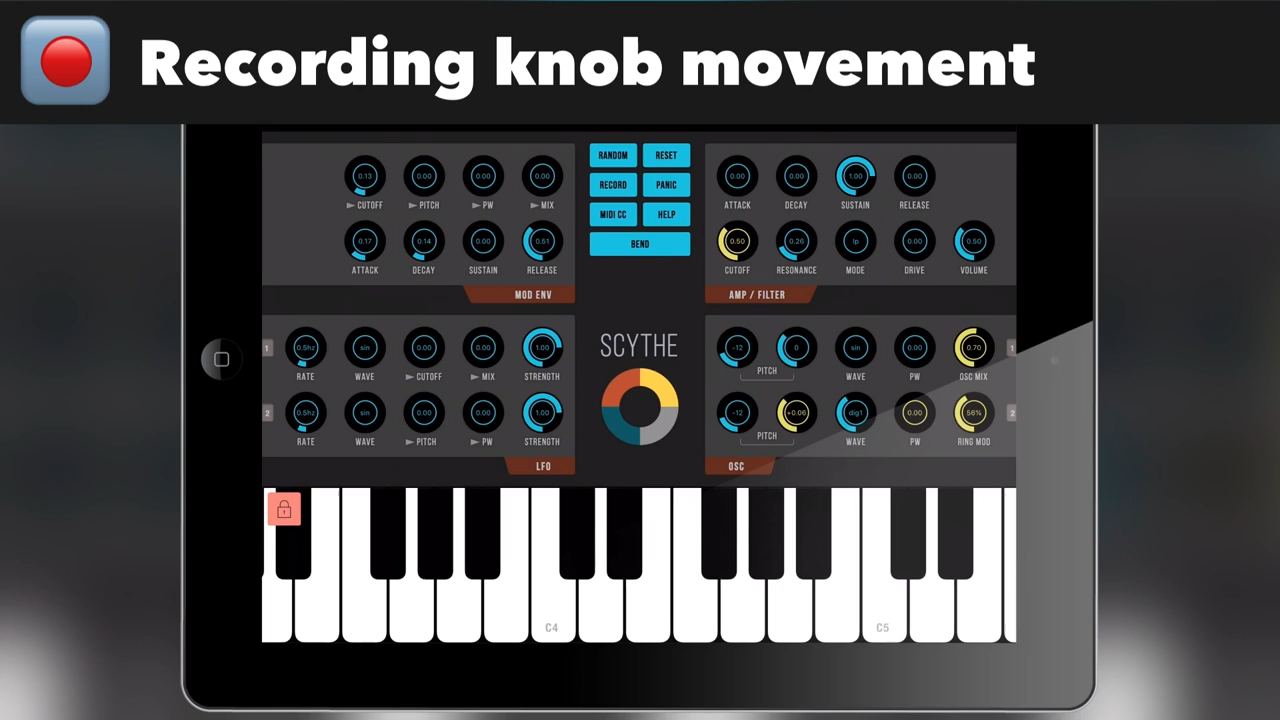 Recording knob movement
0.13 0.00 0.00 0.00
CUTOFF PITCH PW MIX
0.17 0.14 0.00 0.51
ATTACK DECAY SUSTAIN RELEASE
MOD ENV
RANDOM RESET
RECORD PANIC
MIDI CC HELP
BEND
0.00 0.00 1.00 0.00
ATTACK DECAY SUSTAIN RELEASE
0.50 0.26 lp 0.00 0.50
CUTOFF RESONANCE MODE DRIVE VOLUME
AMP / FILTER
1 0.5hz sin 0.00 0.00 1.00
RATE WAVE CUTOFF MIX STRENGTH
2 0.5hz sin 0.00 0.00 1.00
RATE WAVE PITCH PW STRENGTH
LFO
SCYTHE
-12 0 sin 0.00 0.70 1
PITCH WAVE PW OSC MIX
-12 +0.06 dig1 0.00 56% 2
PITCH WAVE PW RING MOD
OSC
C4 C5